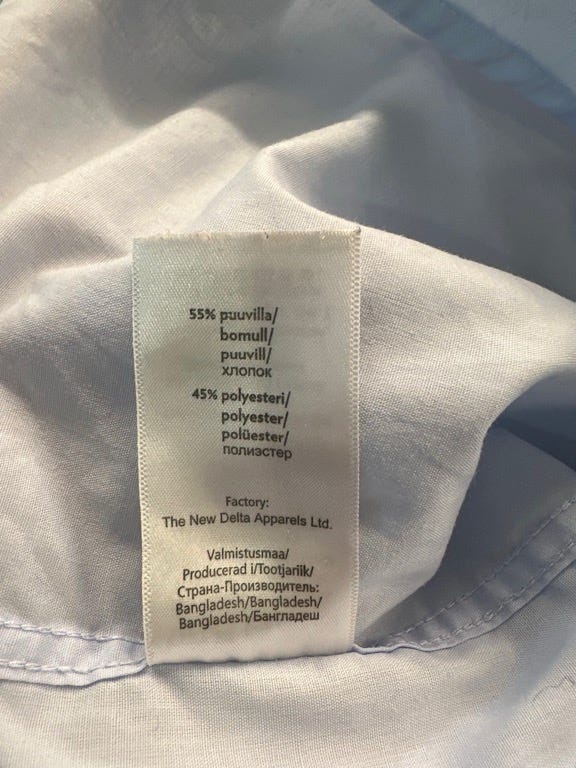 55% puuvilla/
bomull/
puuvill/
хлопок
45% polyesteri/
polyester/
polüester/
полиэстер
Factory:
The New Delta Apparels Ltd.
Valmistusmaa/
Producerad i/Tootjariik/
Страна-Производитель:
Bangladesh/Bangladesh/
Bangladesh/Бангладеш